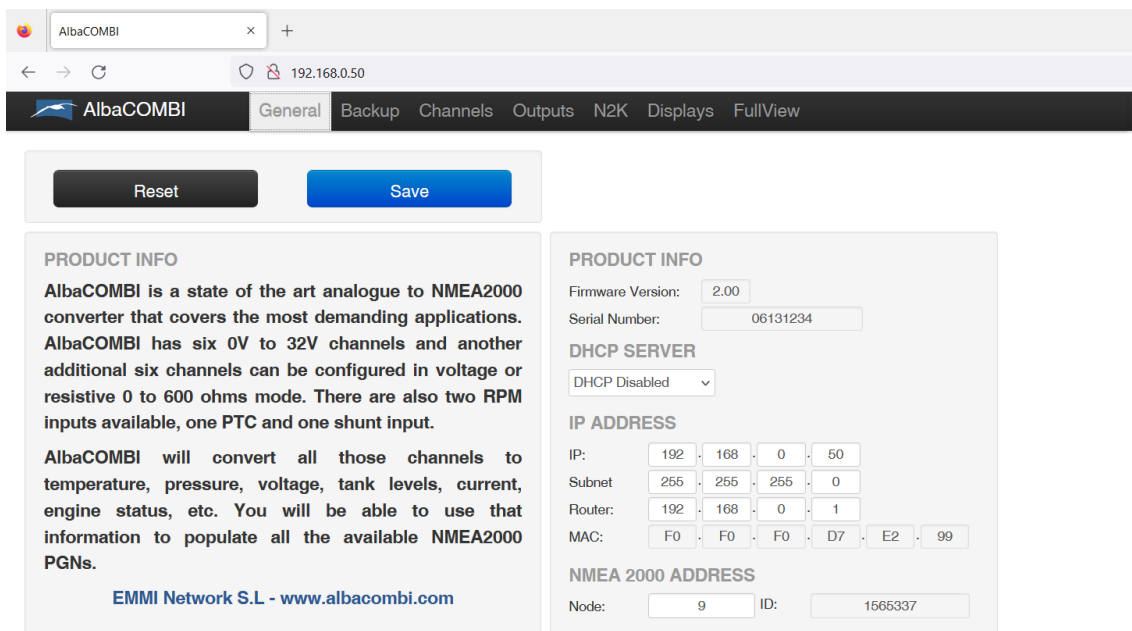 AlbaCOMBI
192.168.0.50
AlbaCOMBI General Backup Channels Outputs N2K Displays FullView
Reset Save
PRODUCT INFO
AlbaCOMBI is a state of the art analogue to NMEA2000
converter that covers the most demanding applications.
AlbaCOMBI has six 0V to 32V channels and another
additional six channels can be configured in voltage or
resistive 0 to 600 ohms mode. There are also two RPM
inputs available, one PTC and one shunt input.
AlbaCOMBI will convert all those channels to
temperature, pressure, voltage, tank levels, current,
engine status, etc. You will be able to use that
information to populate all the available NMEA2000
PGNs.
EMMI Network S.L - www.albacombi.com
PRODUCT INFO
Firmware Version: 2.00
Serial Number: 06131234
DHCP SERVER
DHCP Disabled
IP ADDRESS
IP: 192 . 168 . 0 . 50
Subnet 255 . 255 . 255 . 0
Router: 192 . 168 . 0 . 1
MAC: F0 . F0 . F0 . D7 . E2 . 99
NMEA 2000 ADDRESS
Node: 9 ID: 1565337